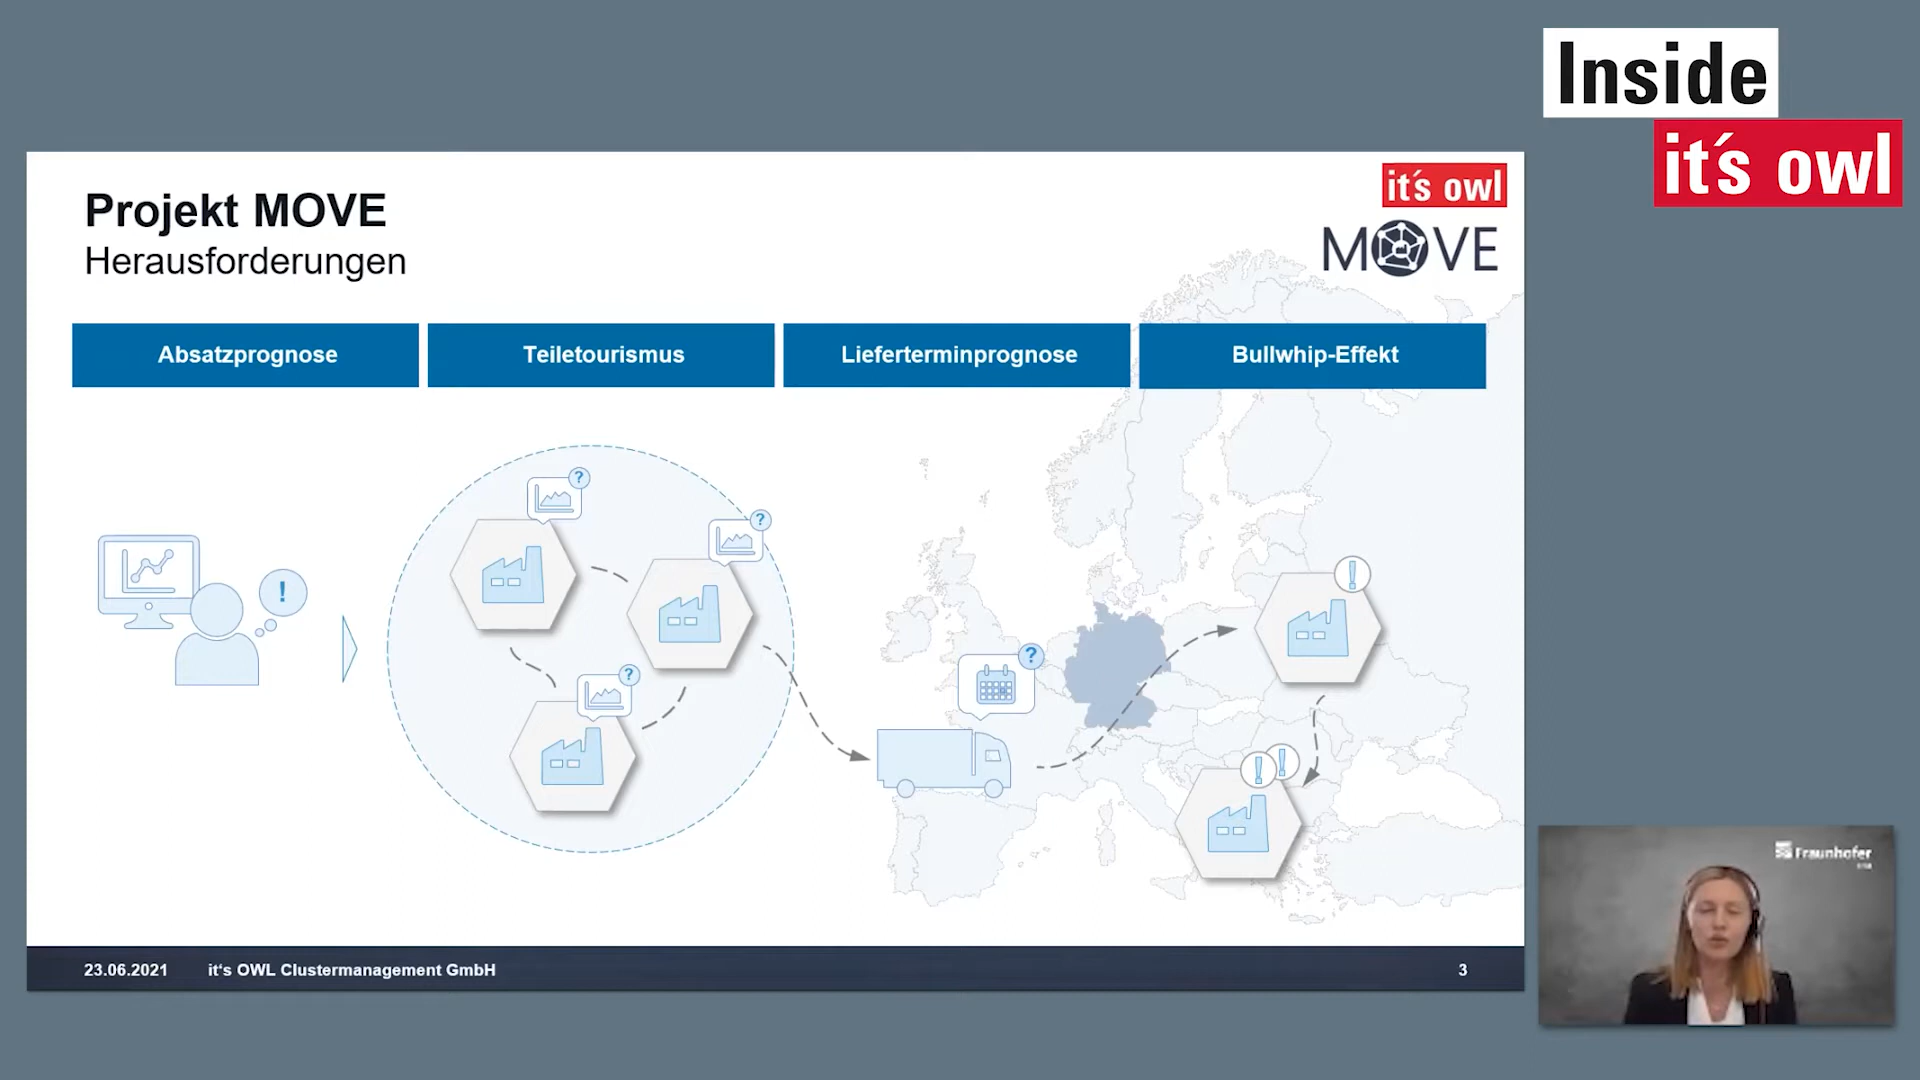 Inside
it's owl
it's owl
MOVE
Projekt MOVE
Herausforderungen
Absatzprognose
Teiletourismus
Lieferterminprognose
Bullwhip-Effekt
?
?
?
!
?
!
! !
Fraunhofer
23.06.2021 it's OWL Clustermanagement GmbH 3